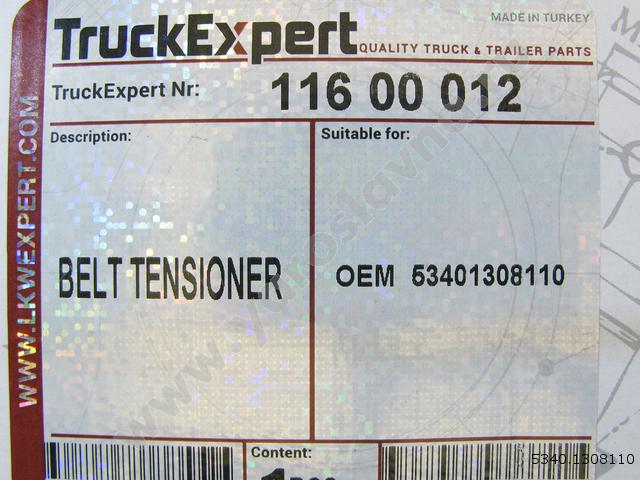 MADE IN TURKEY
TruckExpert
QUALITY TRUCK & TRAILER PARTS
TruckExpert Nr: 116 00 012
Description:
Suitable for:
BELT TENSIONER
OEM 53401308110
WWW.LKWEXPERT.COM
Content:
5340.1308110